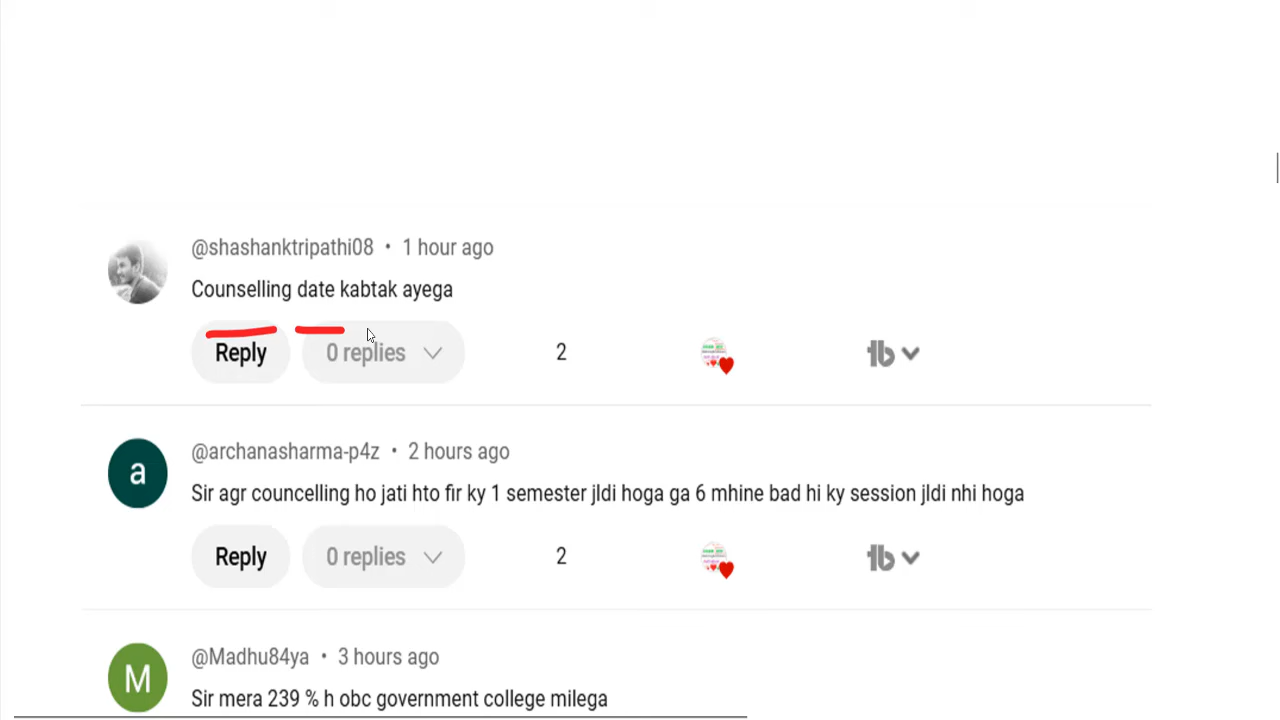 @shashanktripathi08 • 1 hour ago
Counselling date kabtak ayega
Reply 0 replies 2
@archanasharma-p4z • 2 hours ago
Sir agr councelling ho jati hto fir ky 1 semester jldi hoga ga 6 mhine bad hi ky session jldi nhi hoga
Reply 0 replies 2
@Madhu84ya • 3 hours ago
Sir mera 239 % h obc government college milega